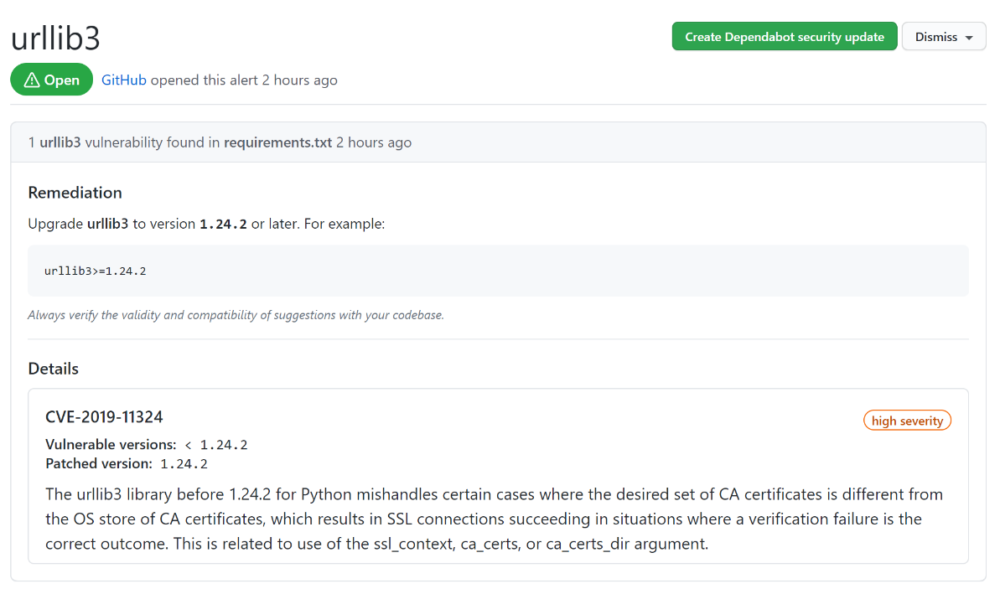 urllib3
Create Dependabot security update
Dismiss
Open
GitHub opened this alert 2 hours ago
1 urllib3 vulnerability found in requirements.txt 2 hours ago
Remediation
Upgrade urllib3 to version 1.24.2 or later. For example:
urllib3>=1.24.2
Always verify the validity and compatibility of suggestions with your codebase.
Details
CVE-2019-11324
high severity
Vulnerable versions: < 1.24.2
Patched version: 1.24.2
The urllib3 library before 1.24.2 for Python mishandles certain cases where the desired set of CA certificates is different from
the OS store of CA certificates, which results in SSL connections succeeding in situations where a verification failure is the
correct outcome. This is related to use of the ssl_context, ca_certs, or ca_certs_dir argument.